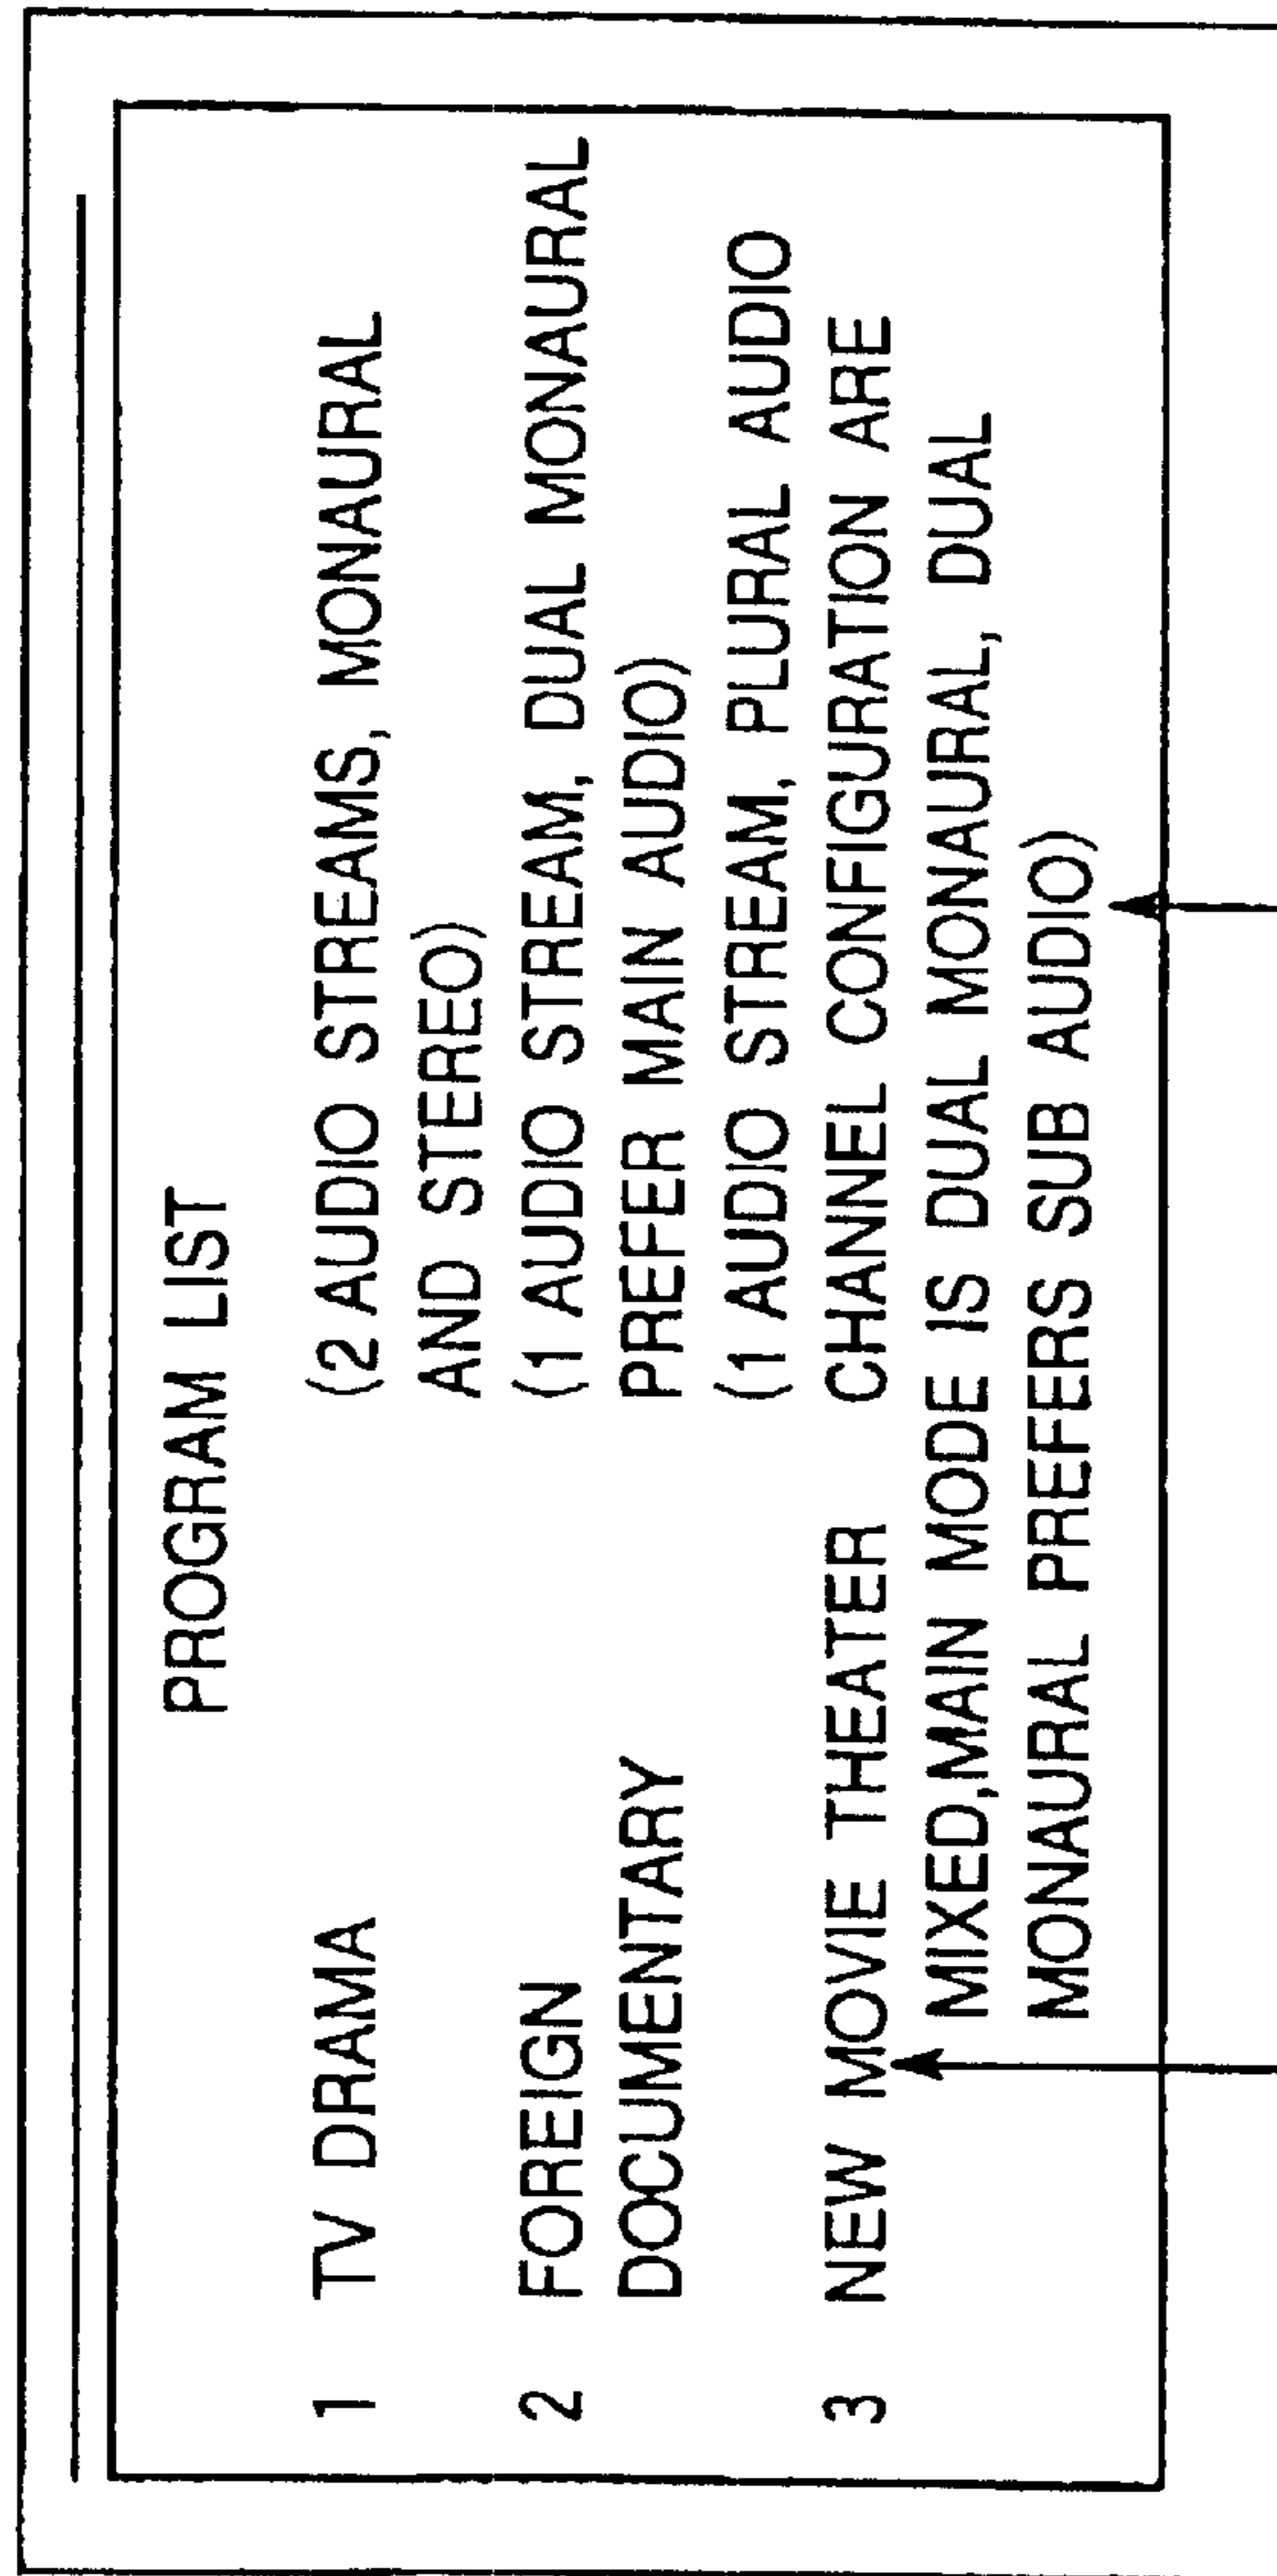 PROGRAM LIST
1 TV DRAMA (2 AUDIO STREAMS, MONAURAL
AND STEREO)
2 FOREIGN (1 AUDIO STREAM, DUAL MONAURAL
DOCUMENTARY PREFER MAIN AUDIO)
(1 AUDIO STREAM, PLURAL AUDIO
3 NEW MOVIE THEATER CHANNEL CONFIGURATION ARE
MIXED,MAIN MODE IS DUAL MONAURAL, DUAL
MONAURAL PREFERS SUB AUDIO)